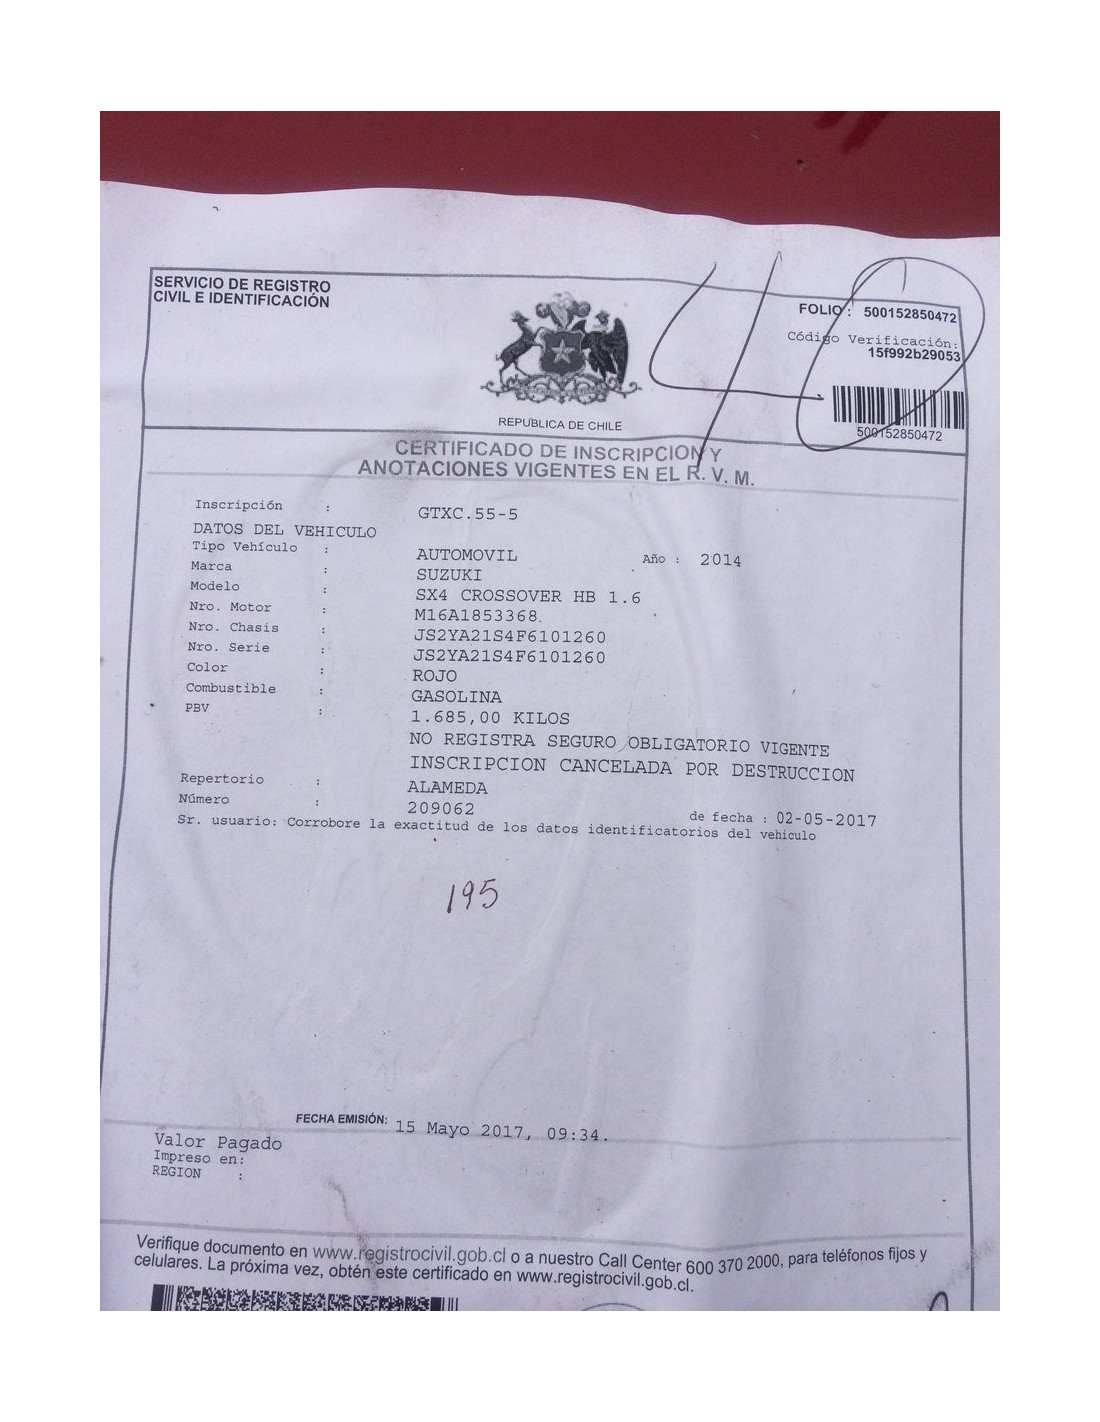 SERVICIO DE REGISTRO
CIVIL E IDENTIFICACIÓN
FOLIO : 500152850472
Código Verificación:
15f992b29053
40
500152850472
REPUBLICA DE CHILE
CERTIFICADO DE INSCRIPCION Y
ANOTACIONES VIGENTES EN EL R. V. M.
Inscripción : GTXC.55-5
DATOS DEL VEHICULO
Tipo Vehículo : AUTOMOVIL Año : 2014
Marca : SUZUKI
Modelo : SX4 CROSSOVER HB 1.6
Nro. Motor : M16A1853368
Nro. Chasis : JS2YA21S4F6101260
Nro. Serie : JS2YA21S4F6101260
Color : ROJO
Combustible : GASOLINA
PBV : 1.685,00 KILOS
NO REGISTRA SEGURO OBLIGATORIO VIGENTE
INSCRIPCION CANCELADA POR DESTRUCCION
Repertorio : ALAMEDA
Número : 209062 de fecha : 02-05-2017
Sr. usuario: Corrobore la exactitud de los datos identificatorios del vehiculo
195
FECHA EMISIÓN: 15 Mayo 2017, 09:34.
Valor Pagado
Impreso en:
REGION :
Verifique documento en www.registrocivil.gob.cl o a nuestro Call Center 600 370 2000, para teléfonos fijos y
celulares. La próxima vez, obtén este certificado en www.registrocivil.gob.cl.